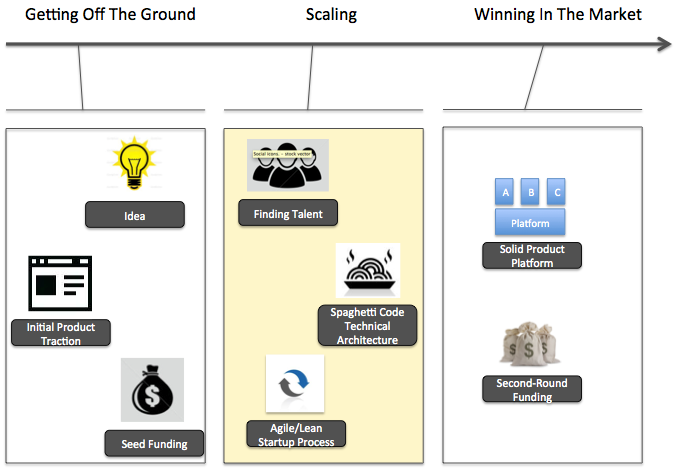 Getting Off The Ground
Scaling
Winning In The Market
Idea
Initial Product
Traction
$
Seed Funding
Social icons. - stock vector
Finding Talent
Spaghetti Code
Technical
Architecture
Agile/Lean
Startup Process
A B C
Platform
Solid Product
Platform
$ $ $
Second-Round
Funding